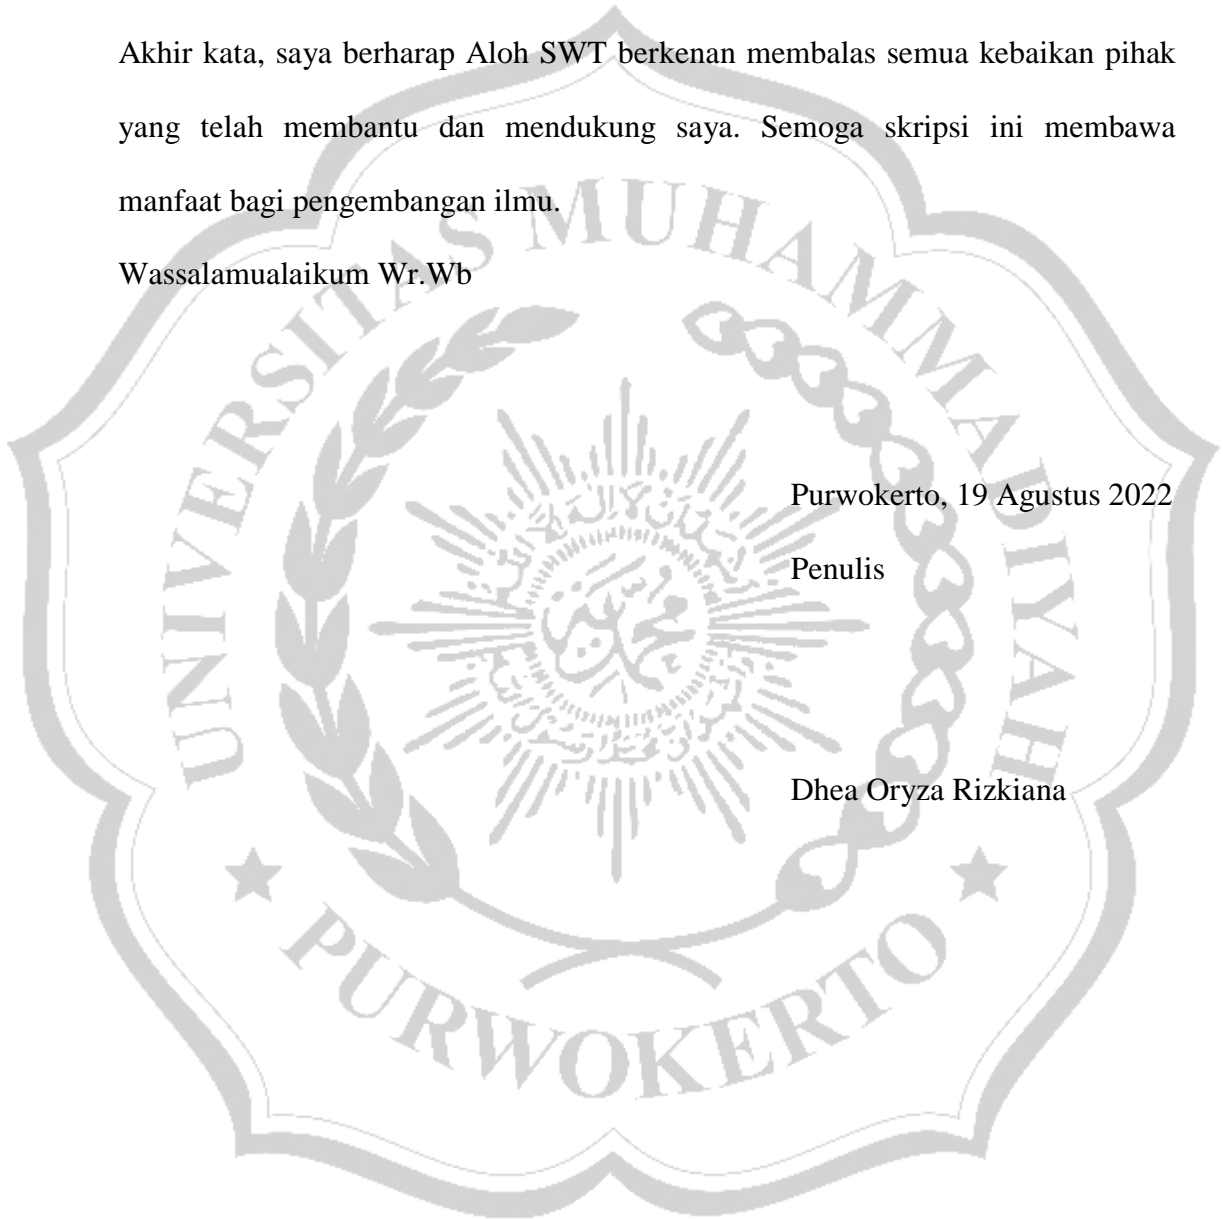 Akhir kata, saya berharap Aloh SWT berkenan membalas semua kebaikan pihak
yang telah membantu dan mendukung saya. Semoga skripsi ini membawa
manfaat bagi pengembangan ilmu.
Wassalamualaikum Wr.Wb
Purwokerto, 19 Agustus 2022
Penulis
Dhea Oryza Rizkiana
UNIVERSITAS MUHAMMADIYAH
PURWOKERTO